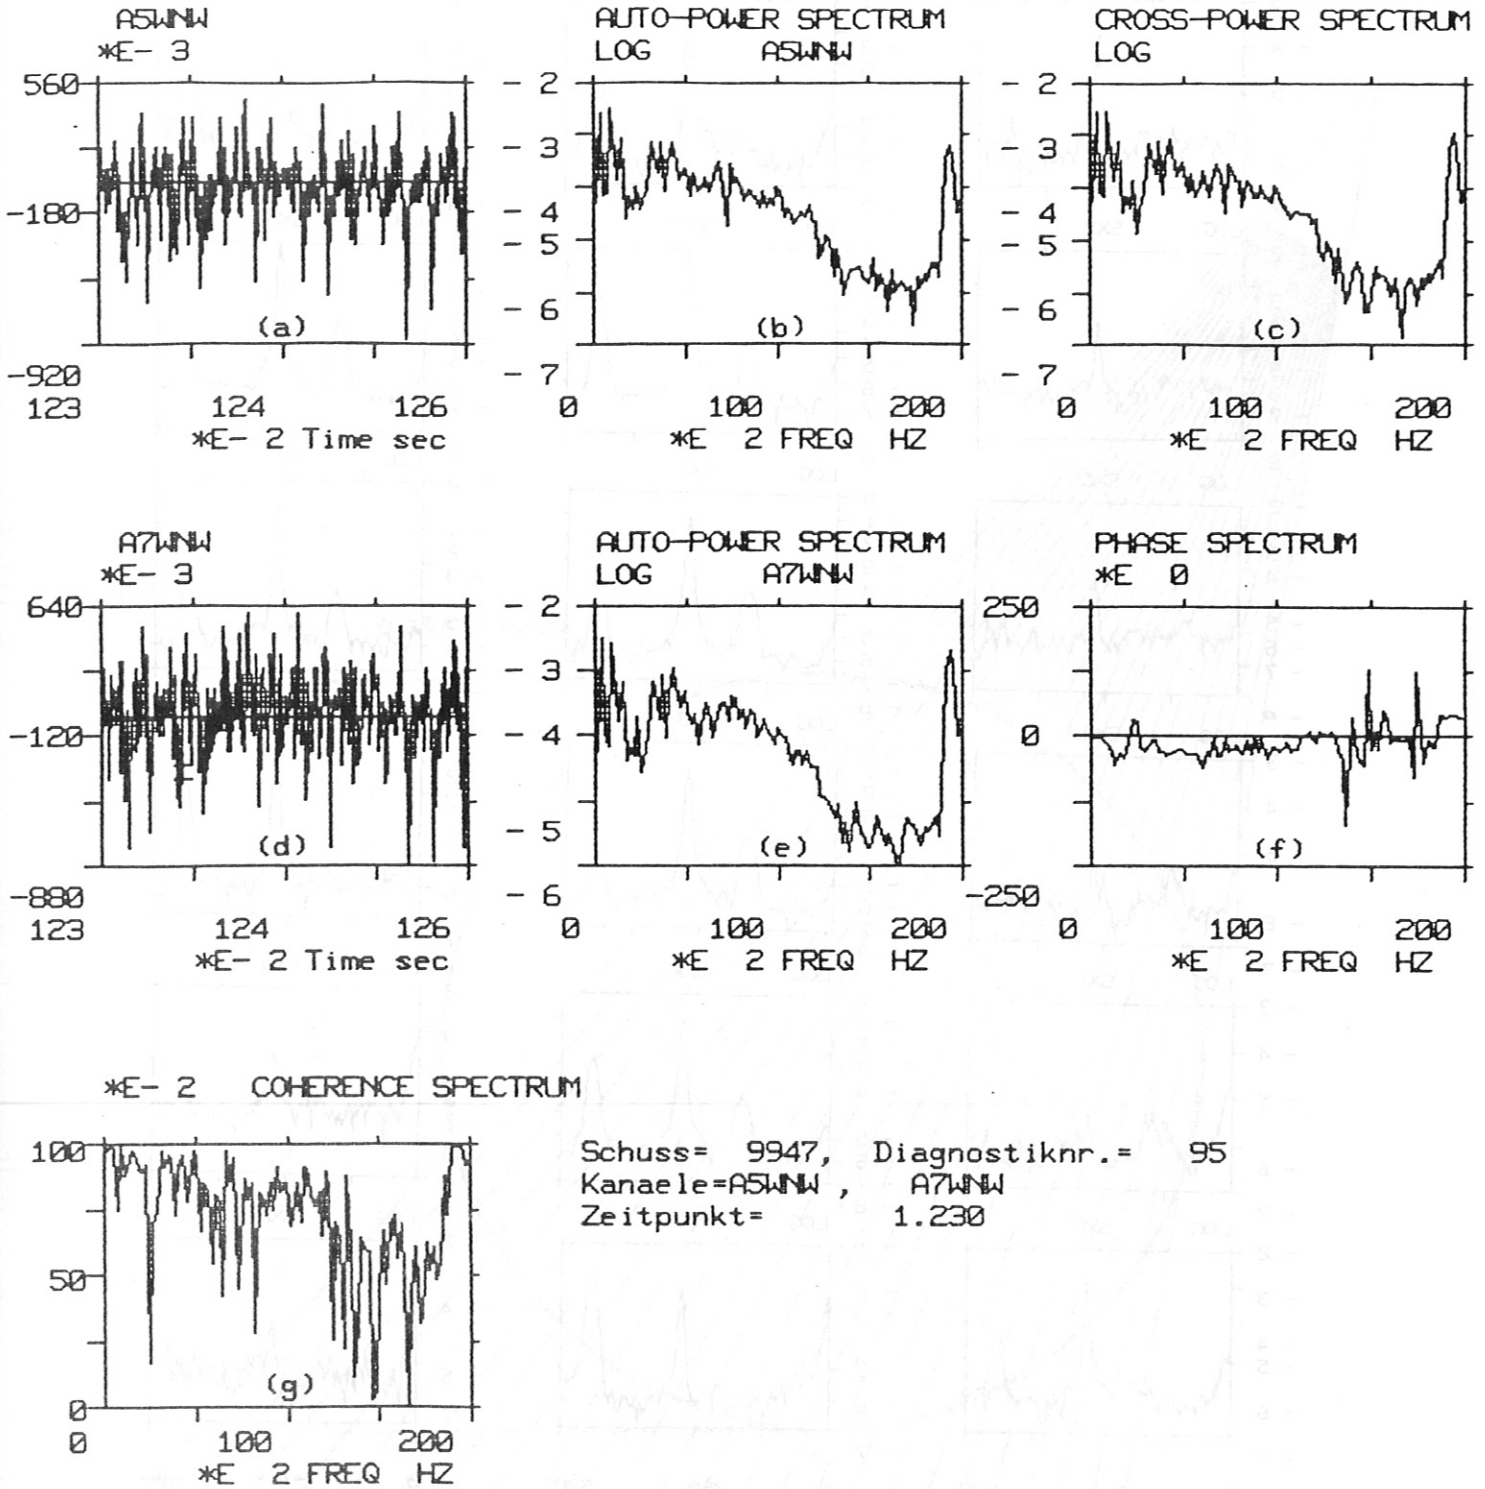 A5WNW
*E- 3
560
-180
-920
123 124 126
*E- 2 Time sec
(a)
AUTO-POWER SPECTRUM
LOG A5WNW
- 2
- 3
- 4
- 5
- 6
- 7
0 100 200
*E 2 FREQ HZ
(b)
CROSS-POWER SPECTRUM
LOG
- 2
- 3
- 4
- 5
- 6
- 7
0 100 200
*E 2 FREQ HZ
(c)
A7WNW
*E- 3
640
-120
-880
123 124 126
*E- 2 Time sec
(d)
AUTO-POWER SPECTRUM
LOG A7WNW
- 2
- 3
- 4
- 5
- 6
0 100 200
*E 2 FREQ HZ
(e)
PHASE SPECTRUM
*E 0
250
0
-250
0 100 200
*E 2 FREQ HZ
(f)
*E- 2 COHERENCE SPECTRUM
100
50
0
0 100 200
*E 2 FREQ HZ
(g)
Schuss= 9947, Diagnostiknr.= 95
Kanaele=A5WNW , A7WNW
Zeitpunkt= 1.230